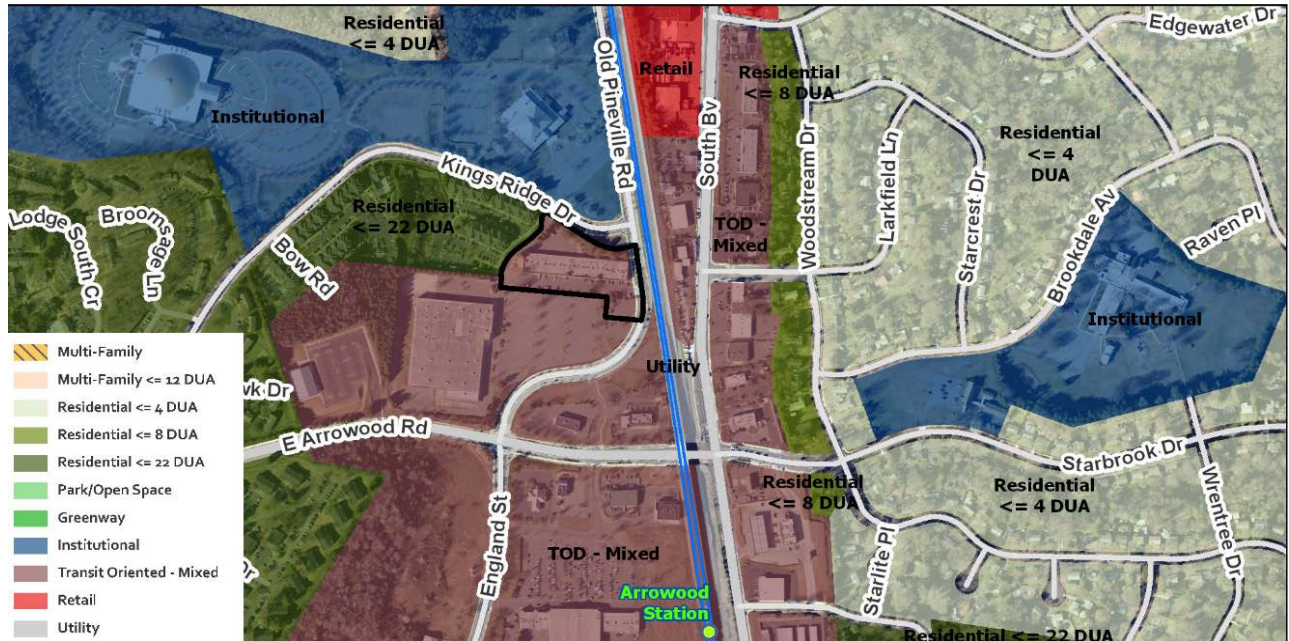 Residential
<= 4 DUA
Edgewater Dr
Old Pineville Rd
Retail
Residential
<= 8 DUA
South Bv
Institutional
Woodstream Dr
Larkfield Ln
Residential
<= 4
DUA
Kings Ridge Dr
Starcrest Dr
Brookdale Av
Raven Pl
Residential
<= 22 DUA
TOD -
Mixed
Lodge South Cr
Broomsage Ln
Bow Rd
Institutional
Utility
Multi-Family
Multi-Family <= 12 DUA
Residential <= 4 DUA
Residential <= 8 DUA
Residential <= 22 DUA
Park/Open Space
Greenway
Institutional
Transit Oriented - Mixed
Retail
Utility
wk Dr
E Arrowood Rd
Starbrook Dr
Residential
<= 8 DUA
Residential
<= 4 DUA
Wrentree Dr
England St
TOD - Mixed
Dr
Starlite Pl
Arrowood
Station
Residential <= 22 DUA